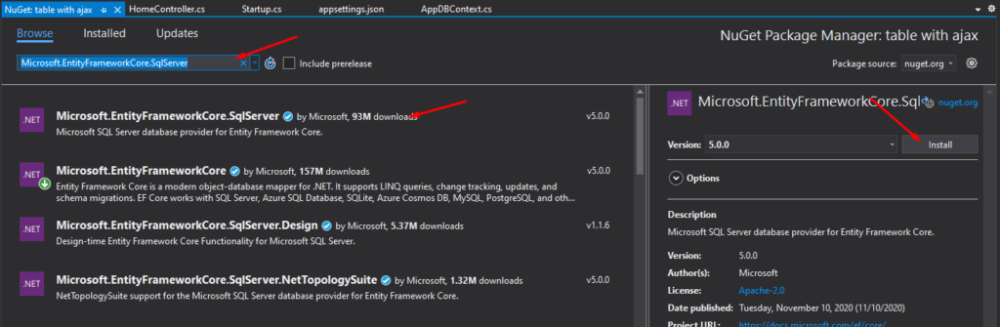 NuGet: table with ajax
HomeController.cs
Startup.cs
appsettings.json
AppDBContext.cs
Browse
Installed
Updates
NuGet Package Manager: table with ajax
Microsoft.EntityFrameworkCore.SqlServer
Include prerelease
Package source: nuget.org
.NET
Microsoft.EntityFrameworkCore.SqlServer by Microsoft, 93M downloads
v5.0.0
Microsoft SQL Server database provider for Entity Framework Core.
.NET
Microsoft.EntityFrameworkCore by Microsoft, 157M downloads
v5.0.0
Entity Framework Core is a modern object-database mapper for .NET. It supports LINQ queries, change tracking, updates, and
schema migrations. EF Core works with SQL Server, Azure SQL Database, SQLite, Azure Cosmos DB, MySQL, PostgreSQL, and oth...
.NET
Microsoft.EntityFrameworkCore.SqlServer.Design by Microsoft, 5.37M downloads
v1.1.6
Design-time Entity Framework Core Functionality for Microsoft SQL Server.
.NET
Microsoft.EntityFrameworkCore.SqlServer.NetTopologySuite by Microsoft, 1.32M downloads
v5.0.0
NetTopologySuite support for the Microsoft SQL Server database provider for Entity Framework Core.
.NET
Microsoft.EntityFrameworkCore.Sql
nuget.org
Version: 5.0.0
Install
Options
Description
Microsoft SQL Server database provider for Entity Framework Core.
Version: 5.0.0
Author(s): Microsoft
License: Apache-2.0
Date published: Tuesday, November 10, 2020 (11/10/2020)
Project URL: https://docs.microsoft.com/ef/core/